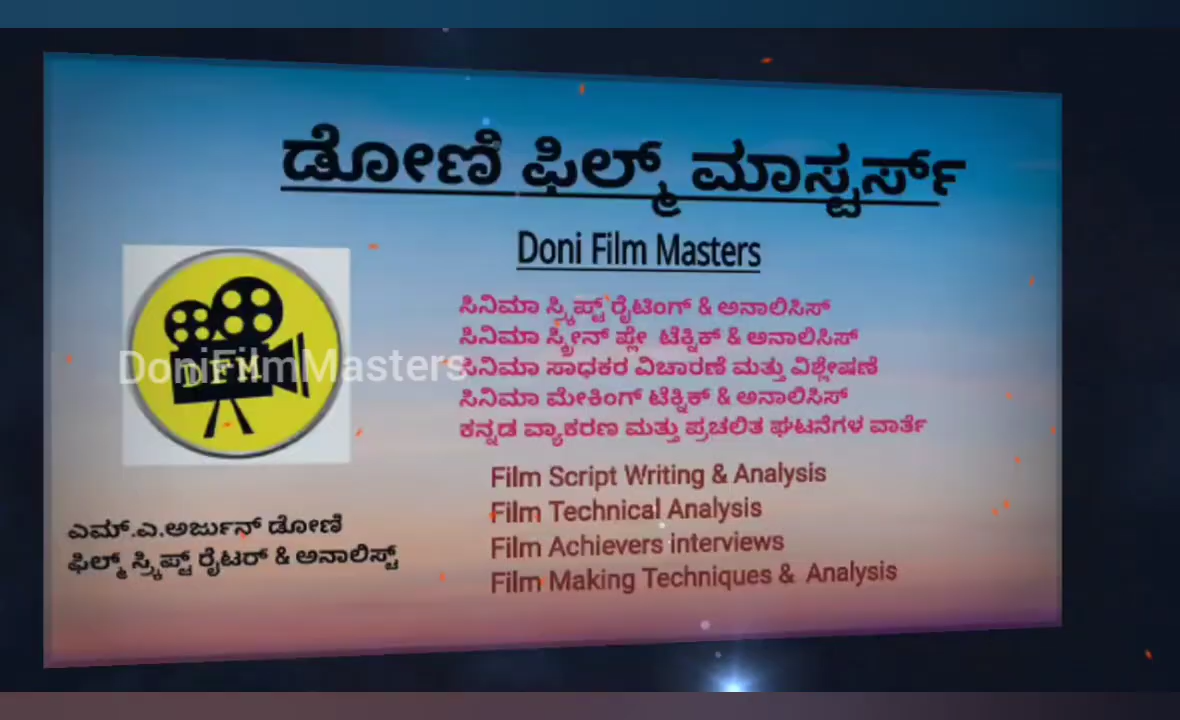 ಡೋಣಿ ಫಿಲ್ಮ್ ಮಾಸ್ಟರ್ಸ್
Doni Film Masters
ಸಿನಿಮಾ ಸ್ಕ್ರಿಪ್ಟ್ ರೈಟಿಂಗ್ & ಅನಾಲಿಸಿಸ್
ಸಿನಿಮಾ ಸ್ಕ್ರೀನ್ ಪ್ಲೇ ಟೆಕ್ನಿಕ್ & ಅನಾಲಿಸಿಸ್
ಸಿನಿಮಾ ಸಾಧಕರ ವಿಚಾರಣೆ ಮತ್ತು ವಿಶ್ಲೇಷಣೆ
ಸಿನಿಮಾ ಮೇಕಿಂಗ್ ಟೆಕ್ನಿಕ್ & ಅನಾಲಿಸಿಸ್
ಕನ್ನಡ ವ್ಯಾಕರಣ ಮತ್ತು ಪ್ರಚಲಿತ ಘಟನೆಗಳ ವಾರ್ತೆ
DFM
DoniFilmMasters
Film Script Writing & Analysis
Film Technical Analysis
Film Achievers interviews
Film Making Techniques & Analysis
ಎಮ್.ಎ.ಅರ್ಜುನ್ ಡೋಣಿ
ಫಿಲ್ಮ್ ಸ್ಕ್ರಿಪ್ಟ್ ರೈಟರ್ & ಅನಾಲಿಸ್ಟ್